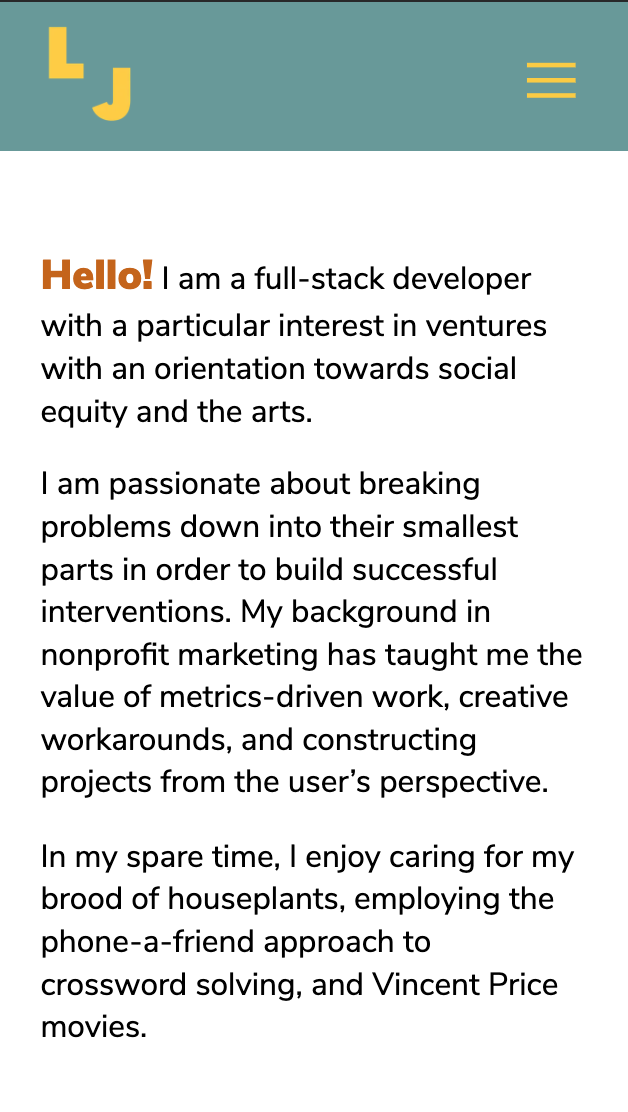 L
J
Hello! I am a full-stack developer
with a particular interest in ventures
with an orientation towards social
equity and the arts.
I am passionate about breaking
problems down into their smallest
parts in order to build successful
interventions. My background in
nonprofit marketing has taught me the
value of metrics-driven work, creative
workarounds, and constructing
projects from the user’s perspective.
In my spare time, I enjoy caring for my
brood of houseplants, employing the
phone-a-friend approach to
crossword solving, and Vincent Price
movies.